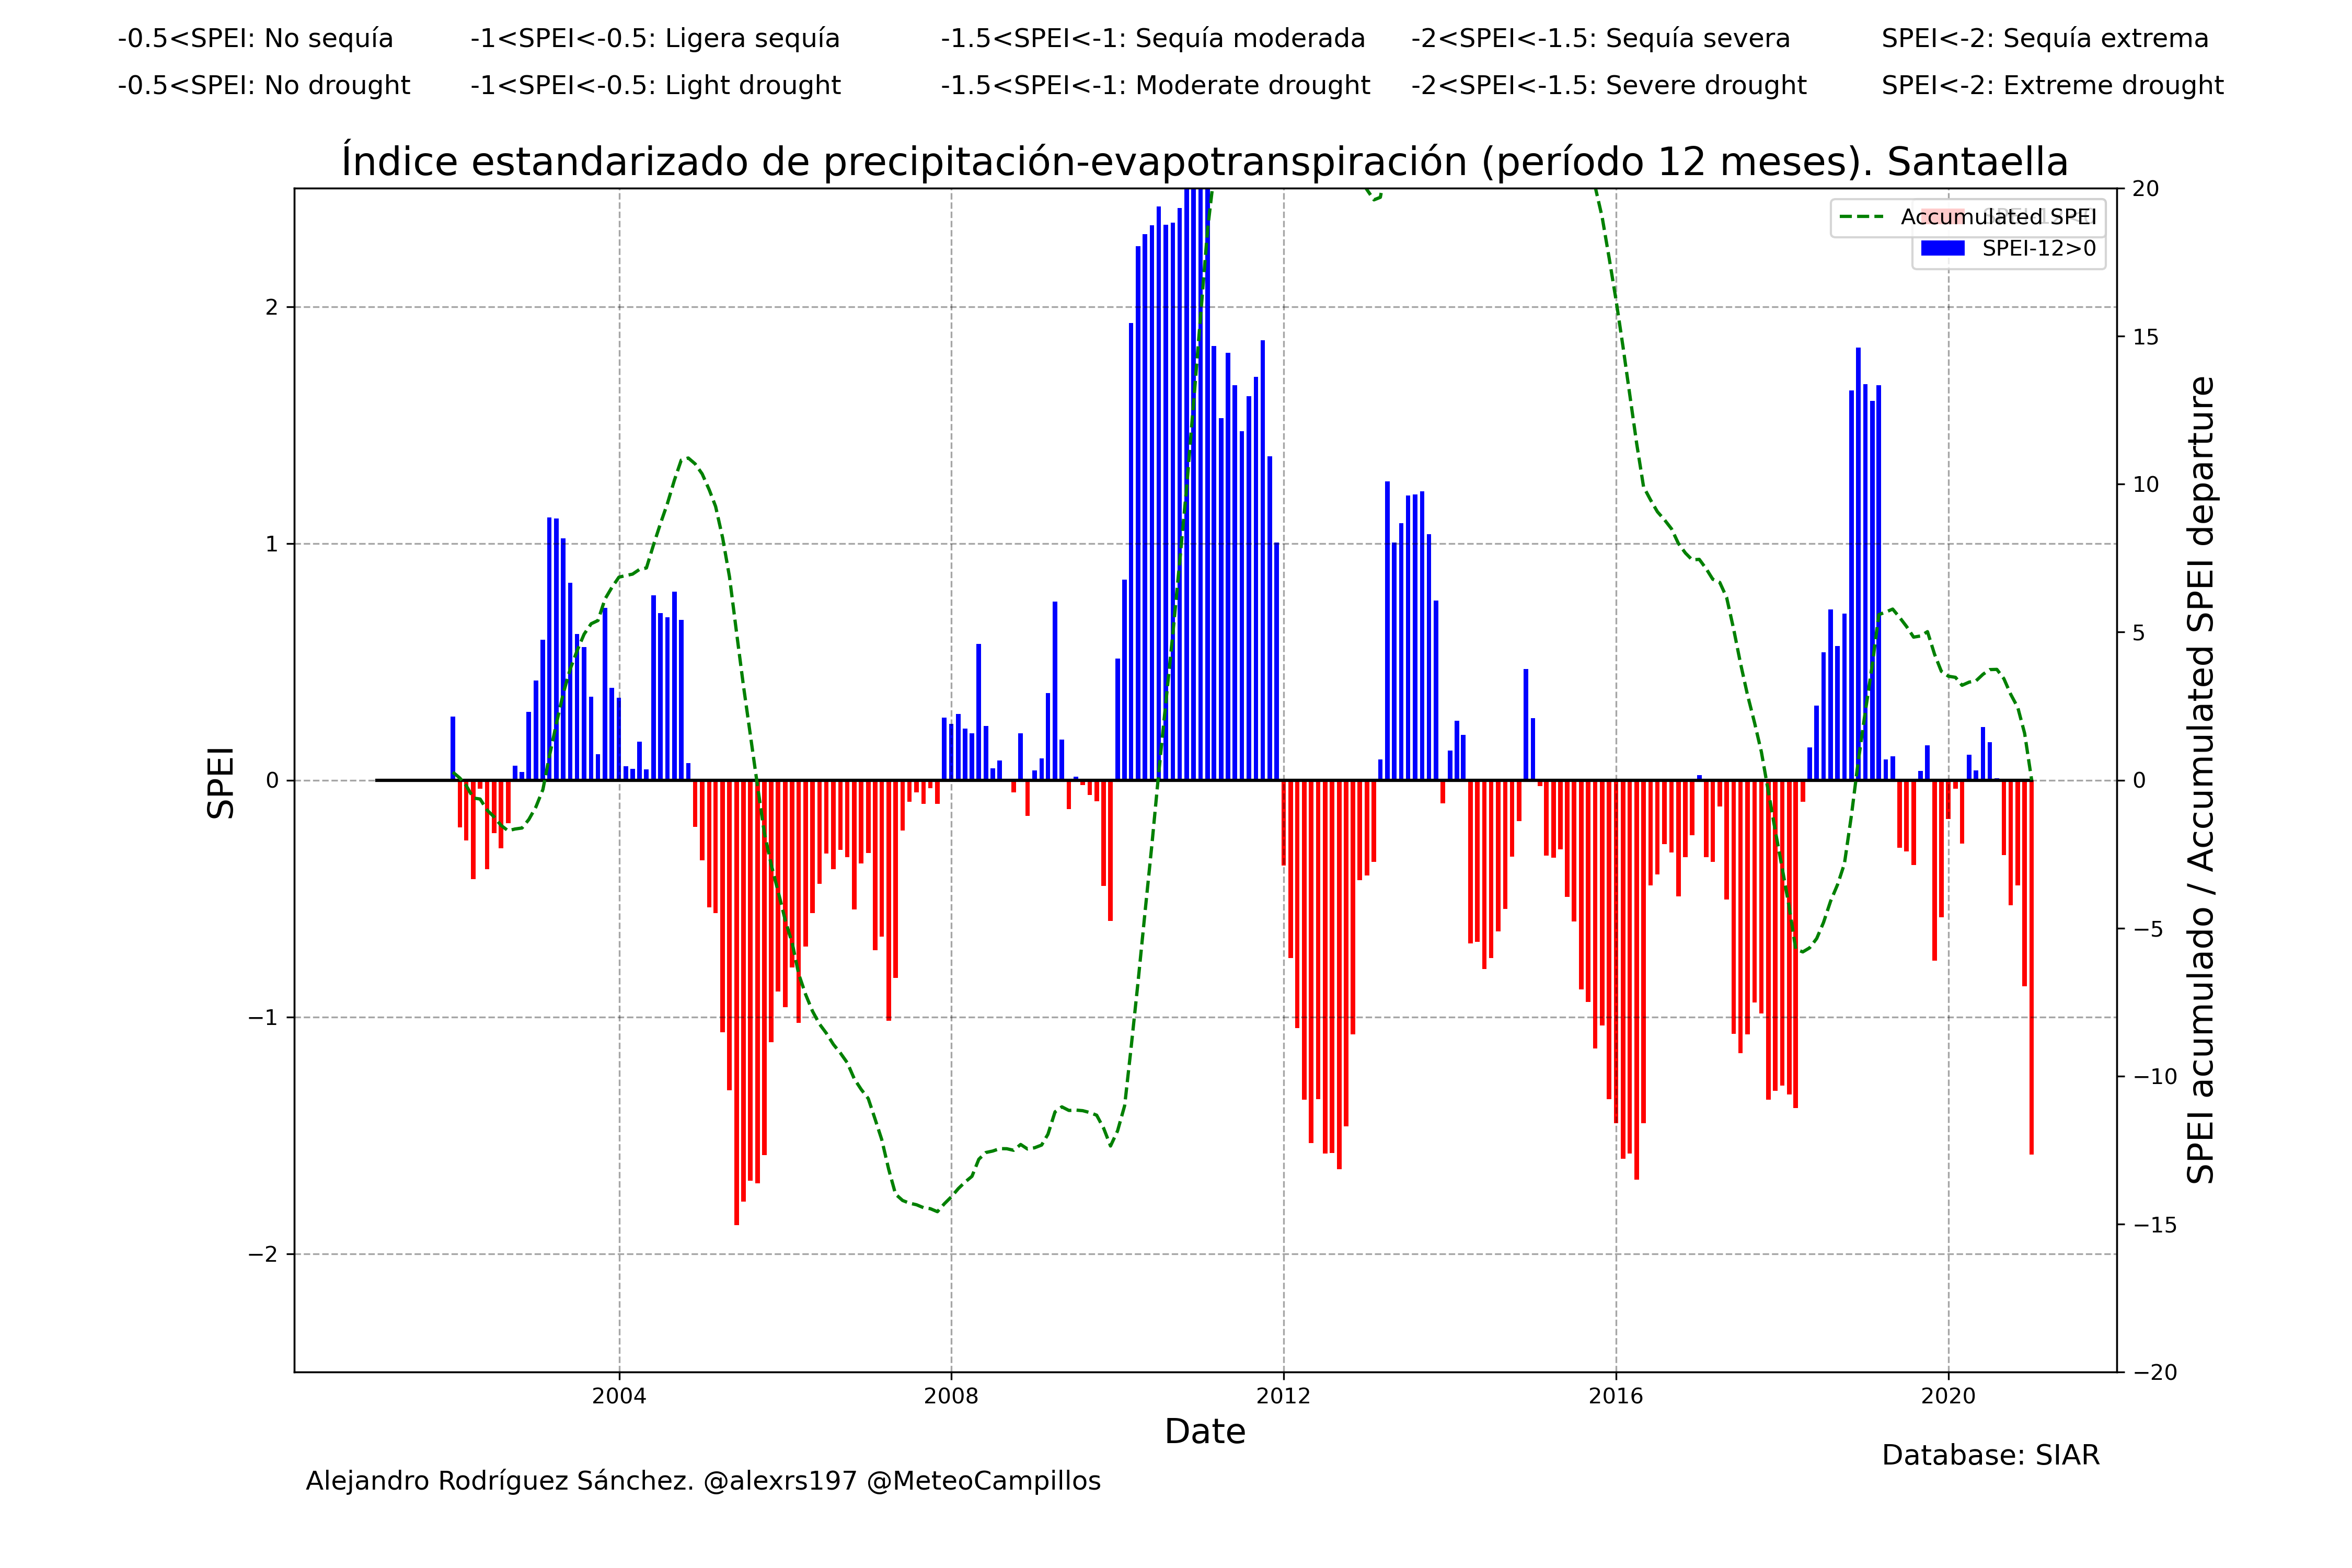 -0.5<SPEI: No sequía -1<SPEI<-0.5: Ligera sequía -1.5<SPEI<-1: Sequía moderada -2<SPEI<-1.5: Sequía severa SPEI<-2: Sequía extrema
-0.5<SPEI: No drought -1<SPEI<-0.5: Light drought -1.5<SPEI<-1: Moderate drought -2<SPEI<-1.5: Severe drought SPEI<-2: Extreme drought
Índice estandarizado de precipitación-evapotranspiración (período 12 meses). Santaella
Accumulated SPEI
SPEI-12>0
SPEI
2
1
0
−1
−2
20
15
10
5
0
−5
−10
−15
−20
SPEI acumulado / Accumulated SPEI departure
2004 2008 2012 2016 2020
Date
Database: SIAR
Alejandro Rodríguez Sánchez. @alexrs197 @MeteoCampillos